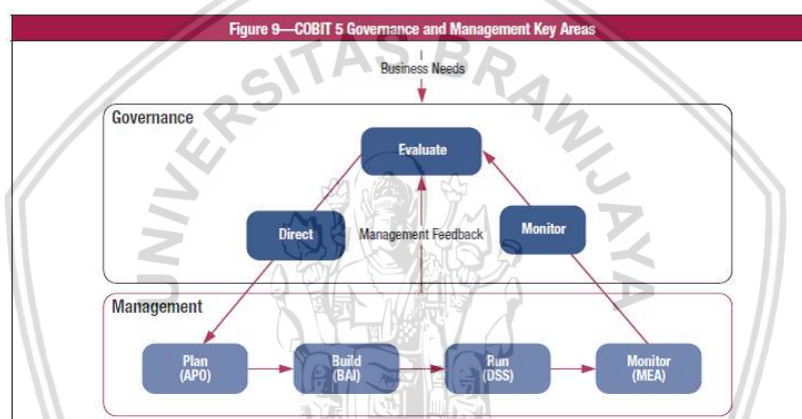 Figure 9—COBIT 5 Governance and Management Key Areas
UNIVERSITAS BRAWIJAYA
Business Needs
Governance
Evaluate
Direct
Management Feedback
Monitor
Management
Plan
(APO)
Build
(BAI)
Run
(DSS)
Monitor
(MEA)